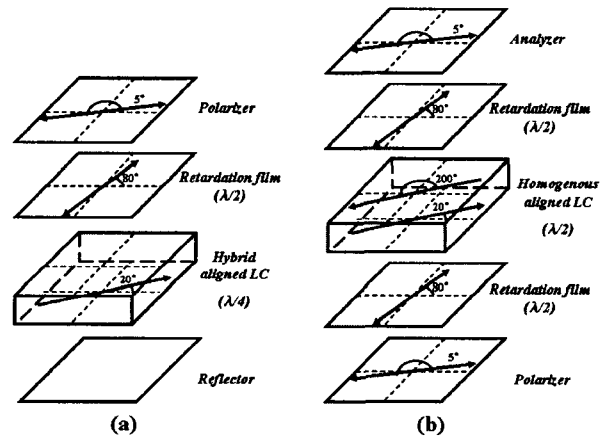 5°
Polarizer
80°
Retardation film
(λ/2)
20°
Hybrid
aligned LC
(λ/4)
Reflector
(a)
5°
Analyzer
80°
Retardation film
(λ/2)
200°
20°
Homogenous
aligned LC
(λ/2)
80°
Retardation film
(λ/2)
5°
Polarizer
(b)